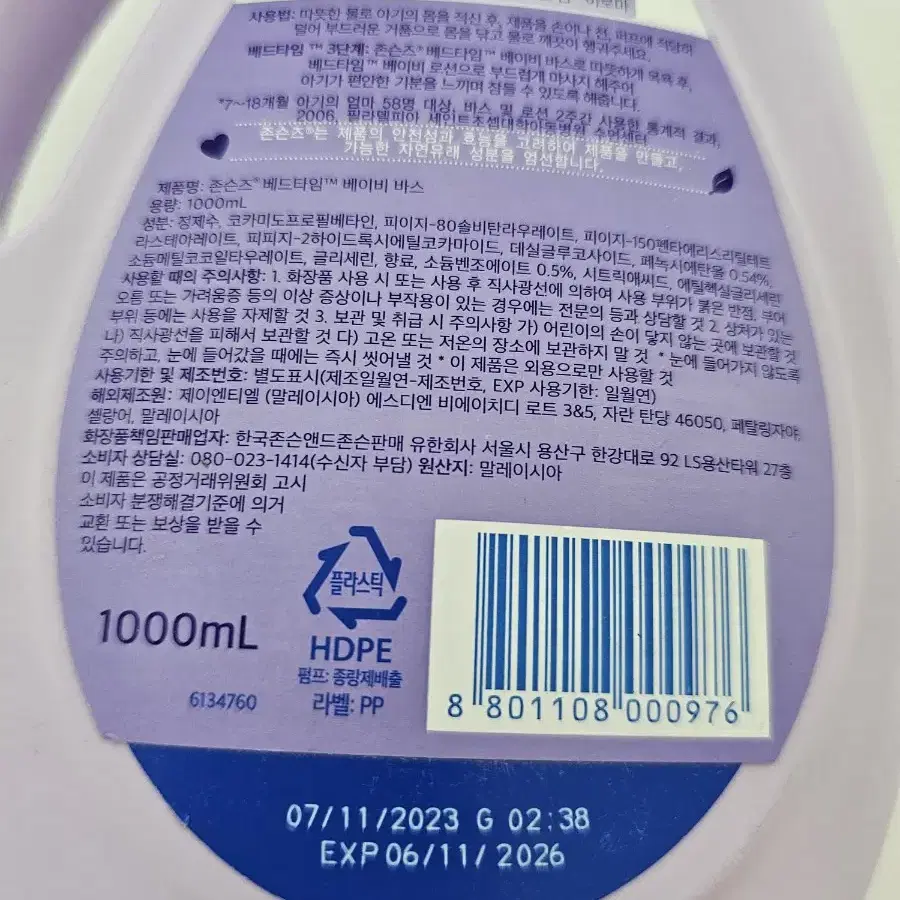 사용법: 따뜻한 물로 아기의 몸을 적신 후, 제품을 손이나 천, 퍼프에 적당히
덜어 부드러운 거품으로 몸을 닦고 물로 깨끗이 헹궈주세요.
베드타임 ™ 3단계: 존슨즈® 베드타임™ 베이비 바스로 따뜻하게 목욕 후,
베드타임™ 베이비 로션으로 부드럽게 마사지 해주어
아기가 편안한 기분을 느끼며 잠들 수 있도록 해줍니다.
*7~18개월 아기의 엄마 58명 대상, 바스 및 로션 2주간 사용한 통계적 결과,
2006, 필라델피아 세인트조셉대학아동병원 수면센터
존슨즈®는 제품의 안전성과 효능을 고려하여 제품을 만들고,
가능한 자연유래 성분을 엄선합니다.
제품명: 존슨즈® 베드타임™ 베이비 바스
용량: 1000mL
성분: 정제수, 코카미도프로필베타인, 피이지-80솔비탄라우레이트, 피이지-150펜타에리스리틸테트
라스테아레이트, 피피지-2하이드록시에틸코카마이드, 데실글루코사이드, 페녹시에탄올 0.54%,
소듐메틸코코일타우레이트, 글리세린, 향료, 소듐벤조에이트 0.5%, 시트릭애씨드, 에틸헥실글리세린
사용할 때의 주의사항: 1. 화장품 사용 시 또는 사용 후 직사광선에 의하여 사용 부위가 붉은 반점, 부어
오름 또는 가려움증 등의 이상 증상이나 부작용이 있는 경우에는 전문의 등과 상담할 것 2. 상처가 있는
부위 등에는 사용을 자제할 것 3. 보관 및 취급 시 주의사항 가) 어린이의 손이 닿지 않는 곳에 보관할 것
나) 직사광선을 피해서 보관할 것 다) 고온 또는 저온의 장소에 보관하지 말 것 * 눈에 들어가지 않도록
주의하고, 눈에 들어갔을 때에는 즉시 씻어낼 것 * 이 제품은 외용으로만 사용할 것
사용기한 및 제조번호: 별도표시(제조일월연-제조번호, EXP 사용기한: 일월연)
해외제조원: 제이엔티엘 (말레이시아) 에스디엔 비에이치디 로트 3&5, 자란 탄당 46050, 페탈링자야,
셀랑어, 말레이시아
화장품책임판매업자: 한국존슨앤드존슨판매 유한회사 서울시 용산구 한강대로 92 LS용산타워 27층
소비자 상담실: 080-023-1414(수신자 부담) 원산지: 말레이시아
이 제품은 공정거래위원회 고시
소비자 분쟁해결기준에 의거
교환 또는 보상을 받을 수
있습니다.
플라스틱
HDPE
펌프: 종량제배출
라벨: PP
1000mL
6134760
8 801108 000976
07/11/2023 G 02:38
EXP 06/11/2026